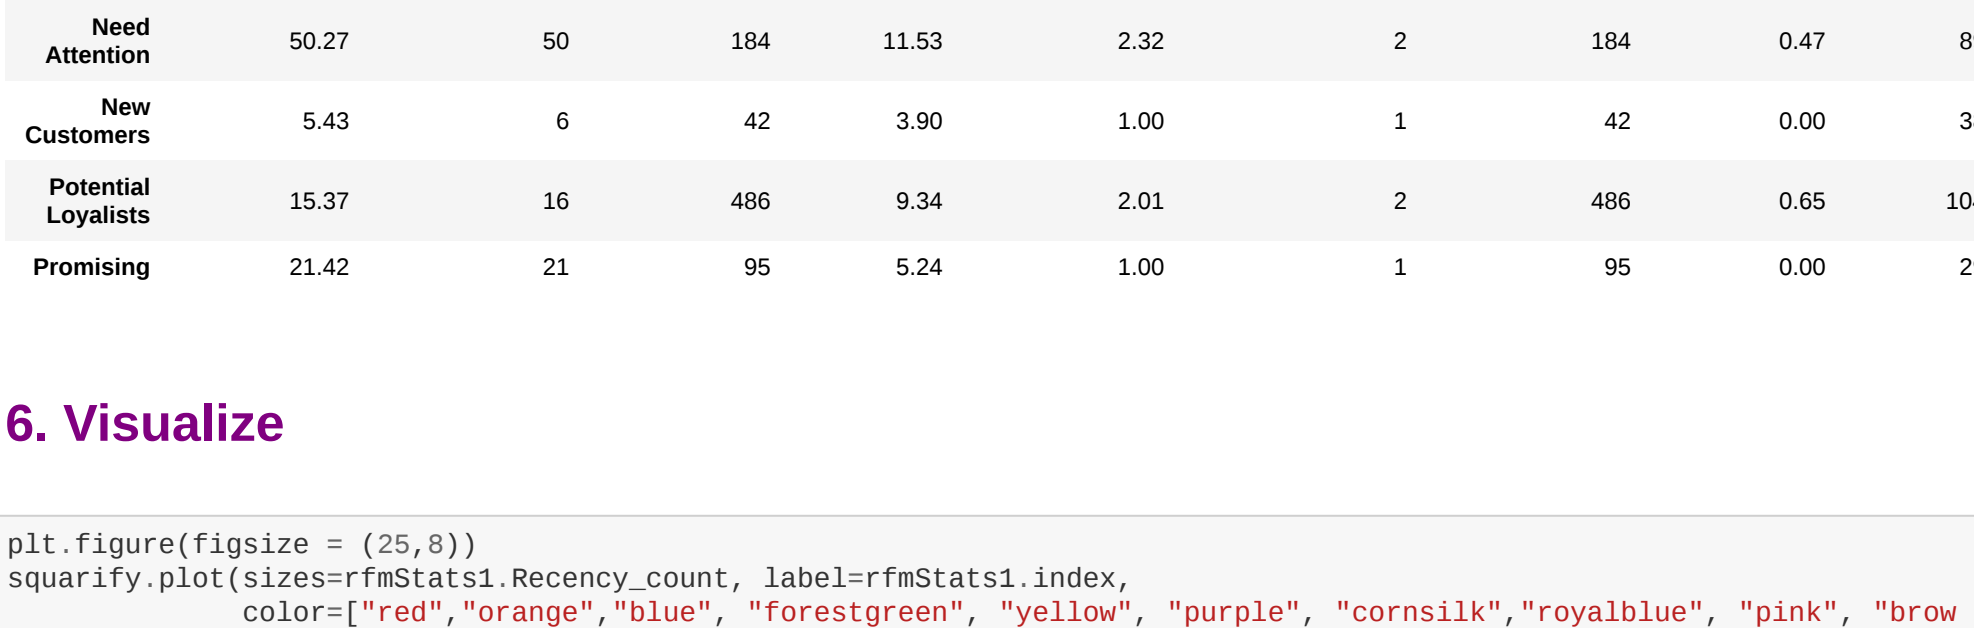 Need
Attention 50.27 50 184 11.53 2.32 2 184 0.47
New
Customers 5.43 6 42 3.90 1.00 1 42 0.00
Potential
Loyalists 15.37 16 486 9.34 2.01 2 486 0.65
Promising 21.42 21 95 5.24 1.00 1 95 0.00
6. Visualize
plt.figure(figsize = (25,8))
squarify.plot(sizes=rfmStats1.Recency_count, label=rfmStats1.index,
color=["red","orange","blue", "forestgreen", "yellow", "purple", "cornsilk","royalblue", "pink", "brow